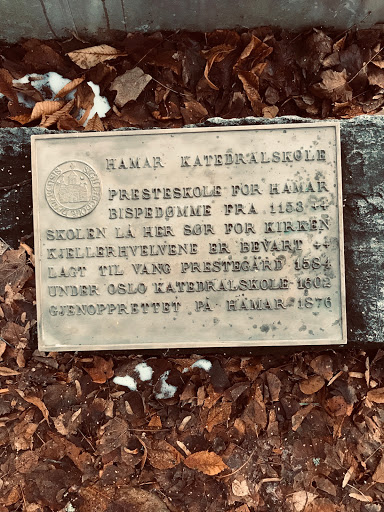 HAMAR KATEDRALSKOLE
PRESTESKOLE FOR HAMAR
BISPEDØMME FRA 1153
SKOLEN LÅ HER SØR FOR KIRKEN
KJELLERHVELVENE ER BEVART
LAGT TIL VANG PRESTEGÅRD 1584
UNDER OSLO KATEDRALSKOLE 1602
GJENOPPRETTET PÅ HAMAR 1876